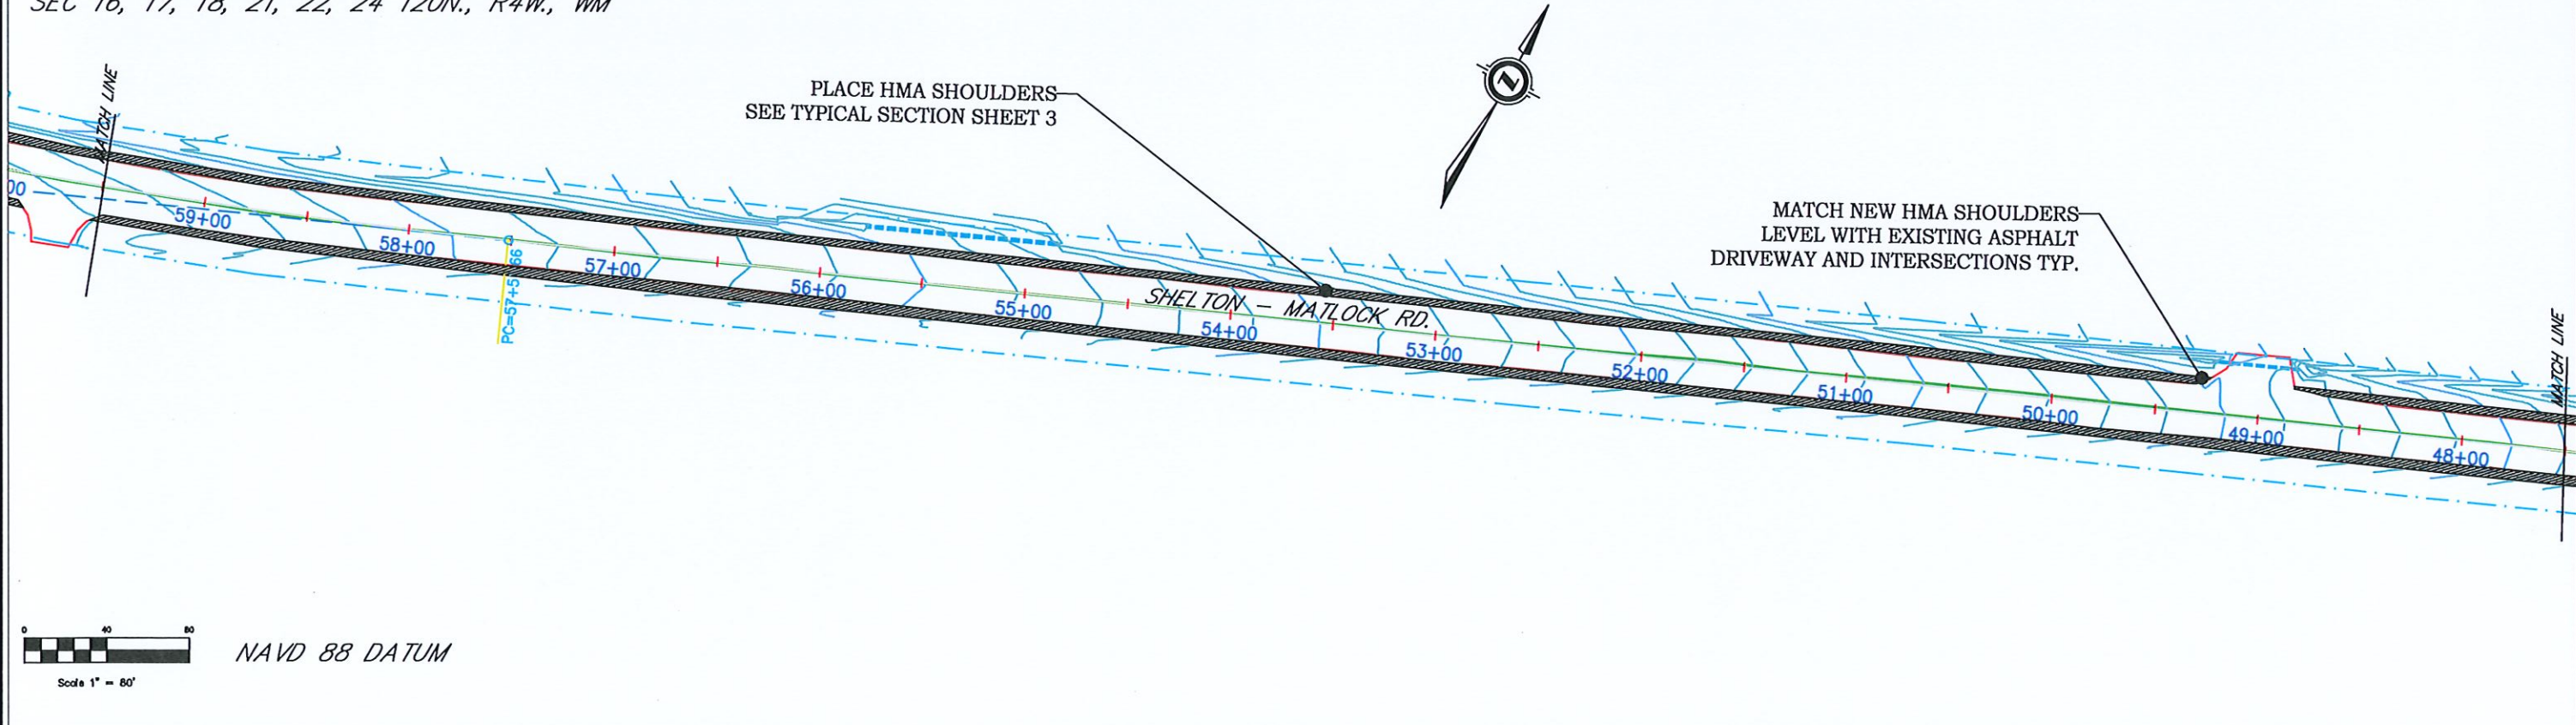 SEC 16, 17, 18, 21, 22, 24 T20N., R4W., WM
MATCH LINE
PLACE HMA SHOULDERS
SEE TYPICAL SECTION SHEET 3
MATCH NEW HMA SHOULDERS
LEVEL WITH EXISTING ASPHALT
DRIVEWAY AND INTERSECTIONS TYP.
N
00
59+00
58+00
57+00
56+00
55+00
54+00
53+00
52+00
51+00
50+00
49+00
48+00
SHELTON – MATLOCK RD.
MATCH LINE
0 40 80
NAVD 88 DATUM
Scale 1" = 80'